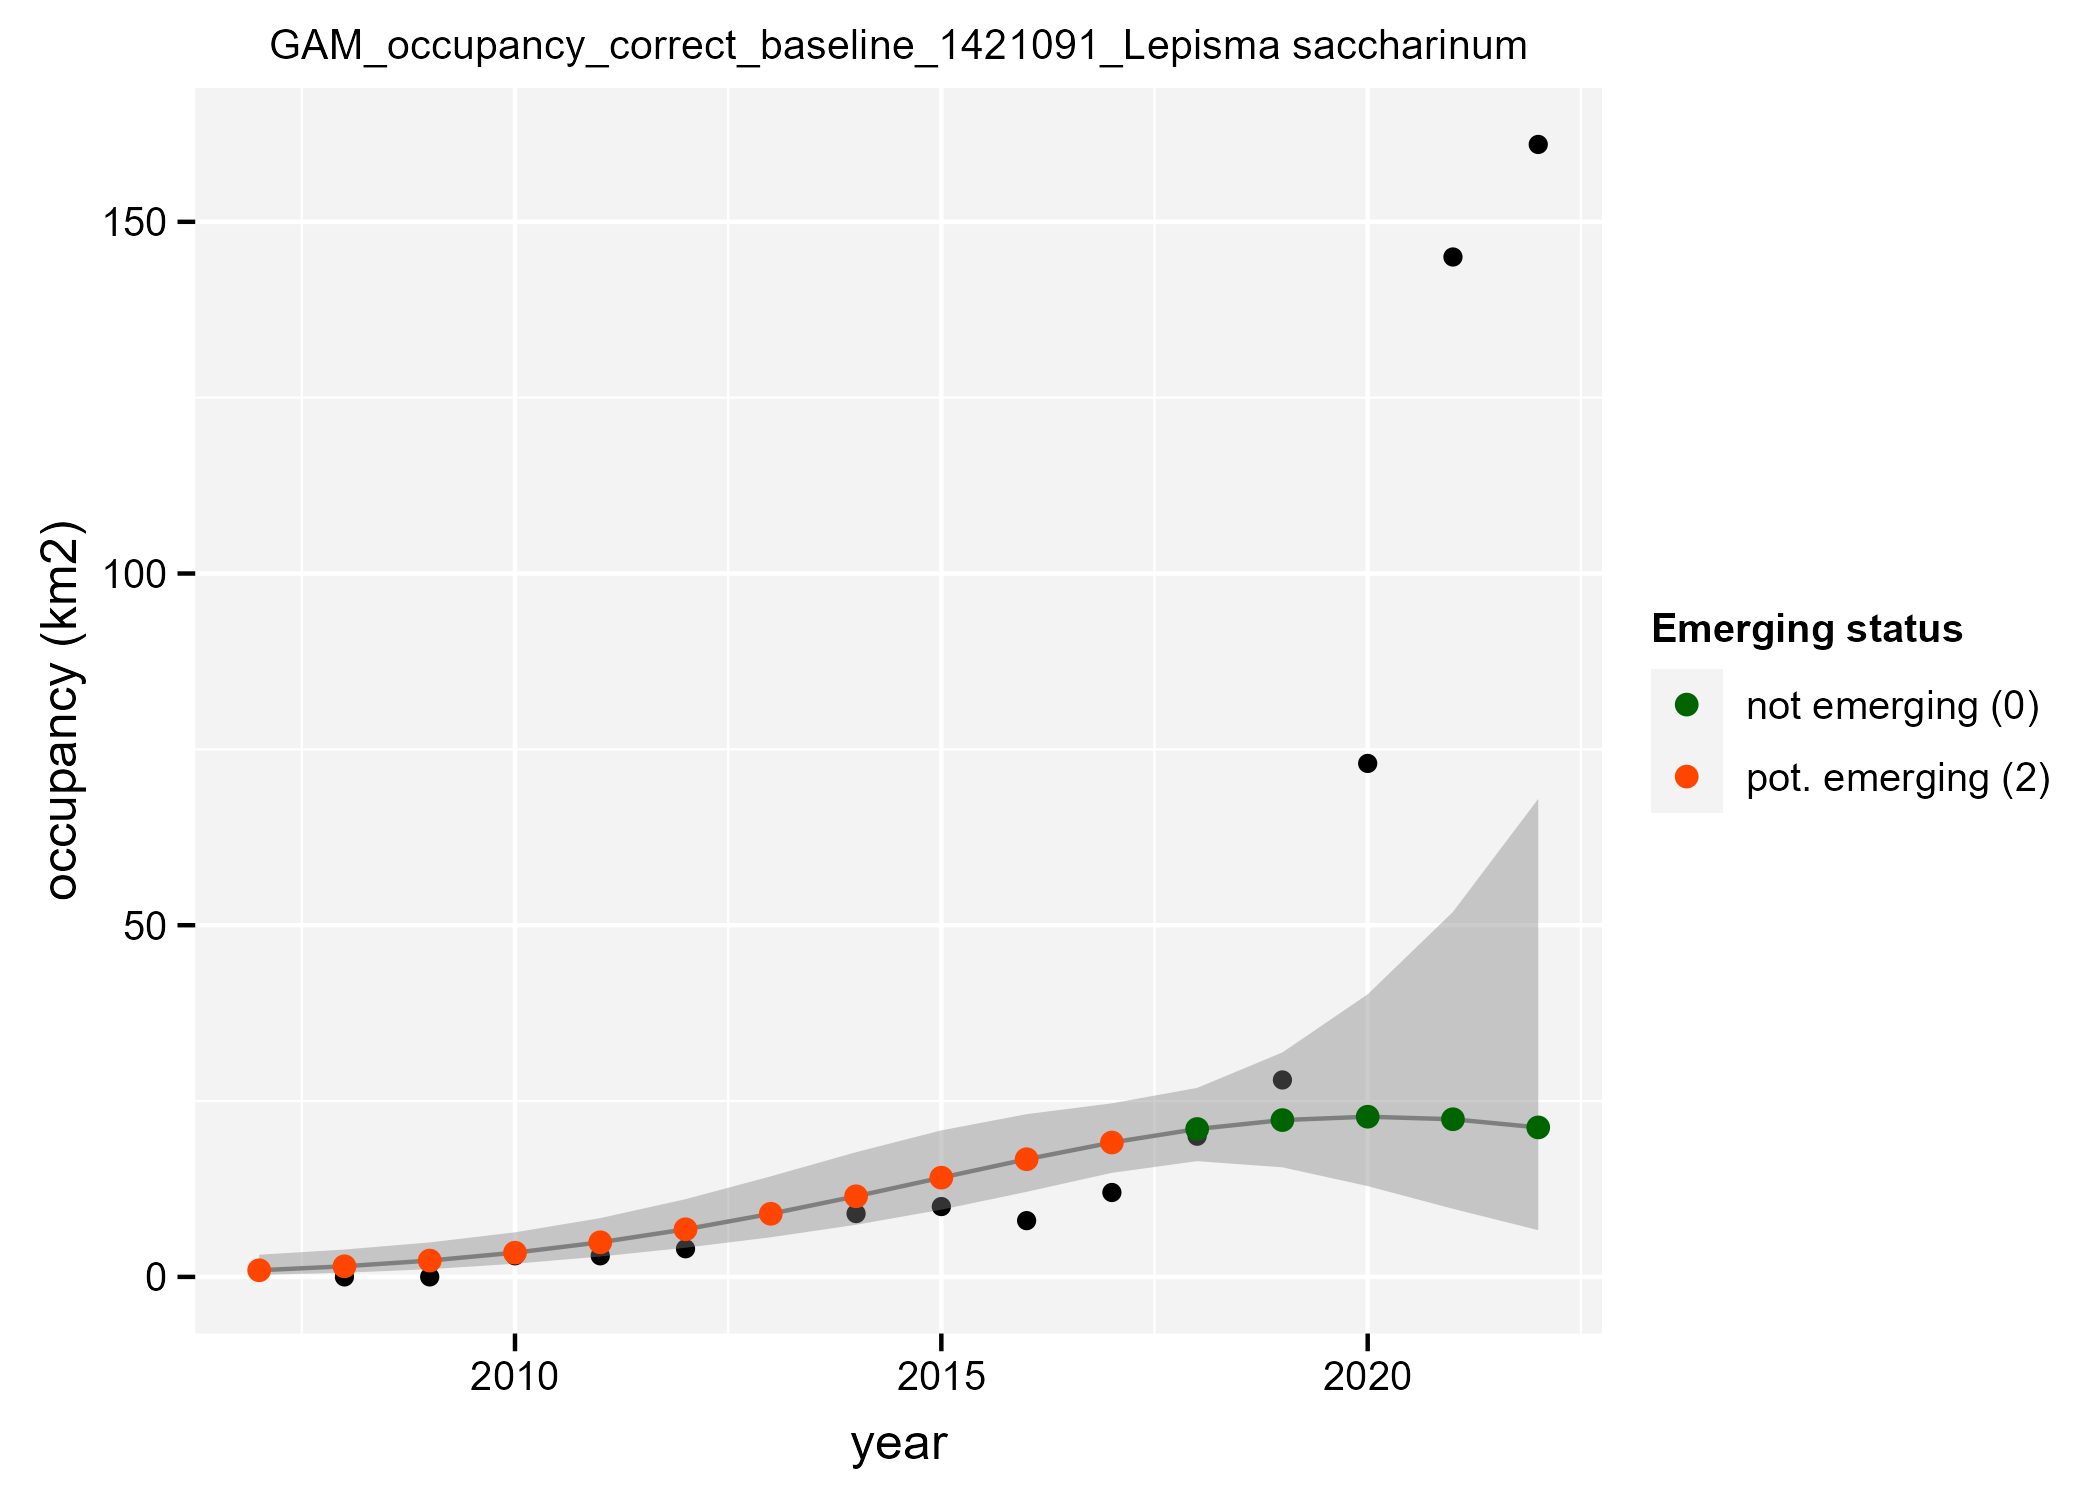 GAM_occupancy_correct_baseline_1421091_Lepisma saccharinum
occupancy (km2)
150
100
50
0
2010
2015
2020
year
Emerging status
not emerging (0)
pot. emerging (2)